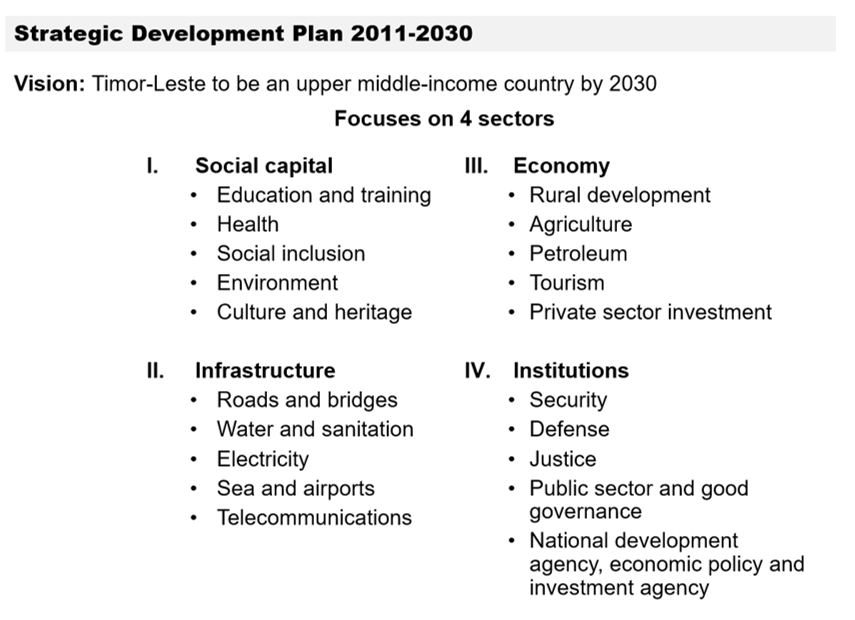 Strategic Development Plan 2011-2030
Vision: Timor-Leste to be an upper middle-income country by 2030
Focuses on 4 sectors
I. Social capital
• Education and training
• Health
• Social inclusion
• Environment
• Culture and heritage
II. Infrastructure
• Roads and bridges
• Water and sanitation
• Electricity
• Sea and airports
• Telecommunications
III. Economy
• Rural development
• Agriculture
• Petroleum
• Tourism
• Private sector investment
IV. Institutions
• Security
• Defense
• Justice
• Public sector and good
governance
• National development
agency, economic policy and
investment agency